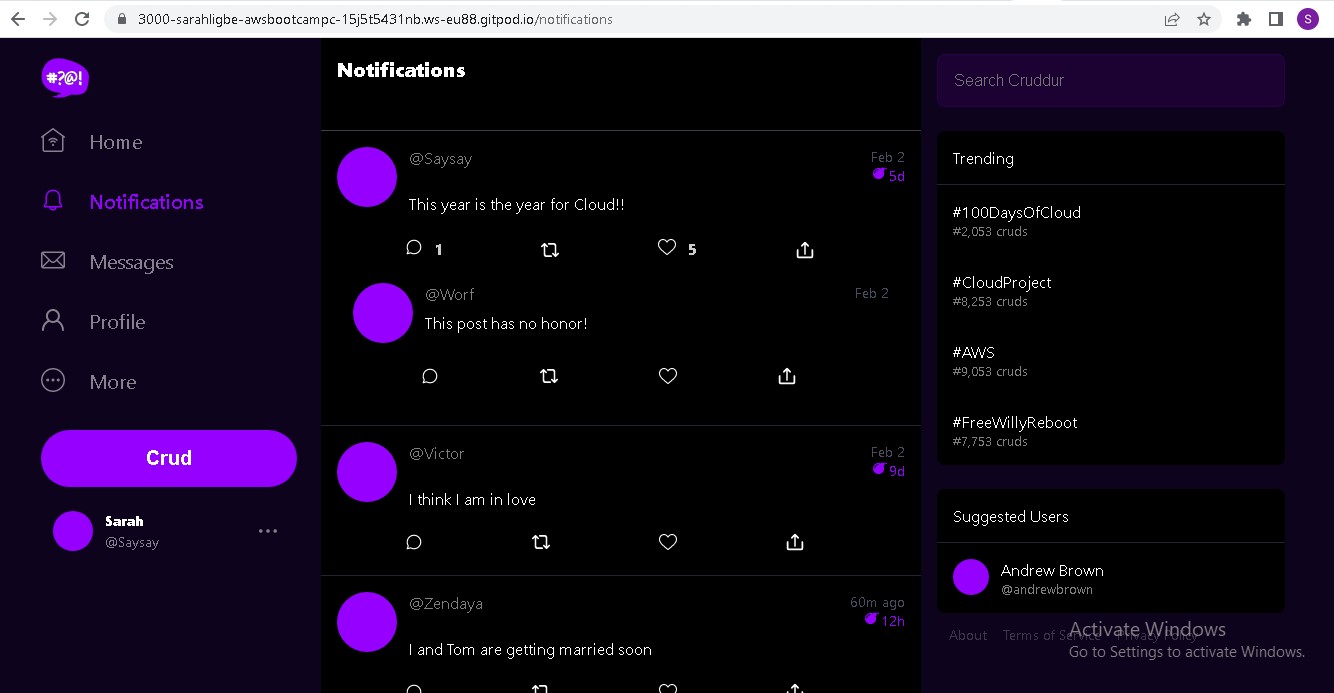 3000-sarahligbe-awsbootcampc-15j5t5431nb.ws-eu88.gitpod.io/notifications
S
#?@!
Home
Notifications
Messages
Profile
More
Crud
Sarah
@Saysay
Notifications
@Saysay
Feb 2
5d
This year is the year for Cloud!!
1
5
@Worf
Feb 2
This post has no honor!
@Victor
Feb 2
9d
I think I am in love
@Zendaya
60m ago
12h
I and Tom are getting married soon
Search Cruddur
Trending
#100DaysOfCloud
#2,053 cruds
#CloudProject
#8,253 cruds
#AWS
#9,053 cruds
#FreeWillyReboot
#7,753 cruds
Suggested Users
Andrew Brown
@andrewbrown
About Terms of Service Privacy Policy
Activate Windows
Go to Settings to activate Windows.